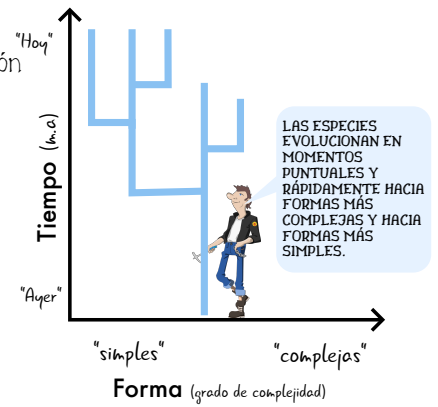 "Hoy"
ón
Tiempo (m.a)
LAS ESPECIES
EVOLUCIONAN EN
MOMENTOS
PUNTUALES Y
RÁPIDAMENTE HACIA
FORMAS MÁS
COMPLEJAS Y HACIA
FORMAS MÁS
SIMPLES.
"Ayer"
"simples" "complejas"
Forma (grado de complejidad)